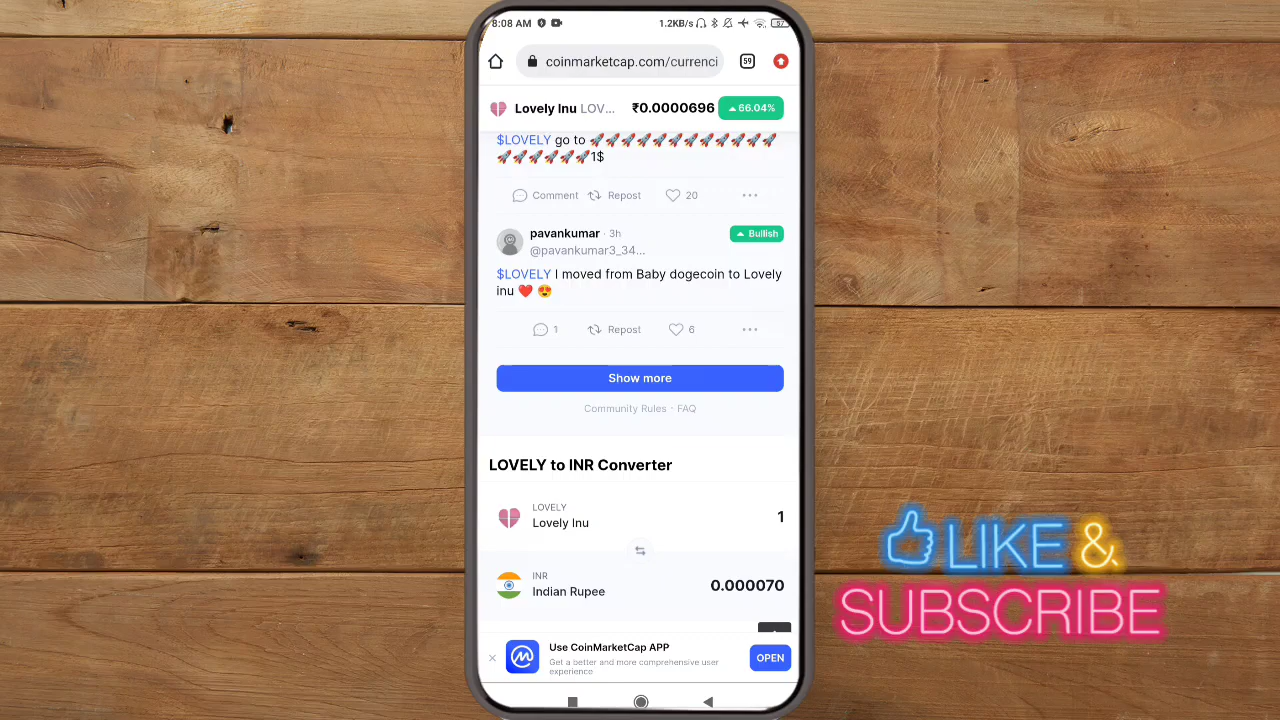 8:08 AM 1.2KB/s 57
coinmarketcap.com/currenci 59
Lovely Inu LOV... ₹0.0000696 66.04%
$LOVELY go to 🚀🚀🚀🚀🚀🚀🚀🚀🚀🚀🚀🚀
🚀🚀🚀🚀🚀🚀1$
Comment Repost 20
pavankumar · 3h Bullish
@pavankumar3_34...
$LOVELY I moved from Baby dogecoin to Lovely
inu ❤️ 😍
1 Repost 6
Show more
Community Rules · FAQ
LOVELY to INR Converter
LOVELY
Lovely Inu 1
INR
Indian Rupee 0.000070
Use CoinMarketCap APP
Get a better and more comprehensive user
experience
OPEN
LIKE &
SUBSCRIBE